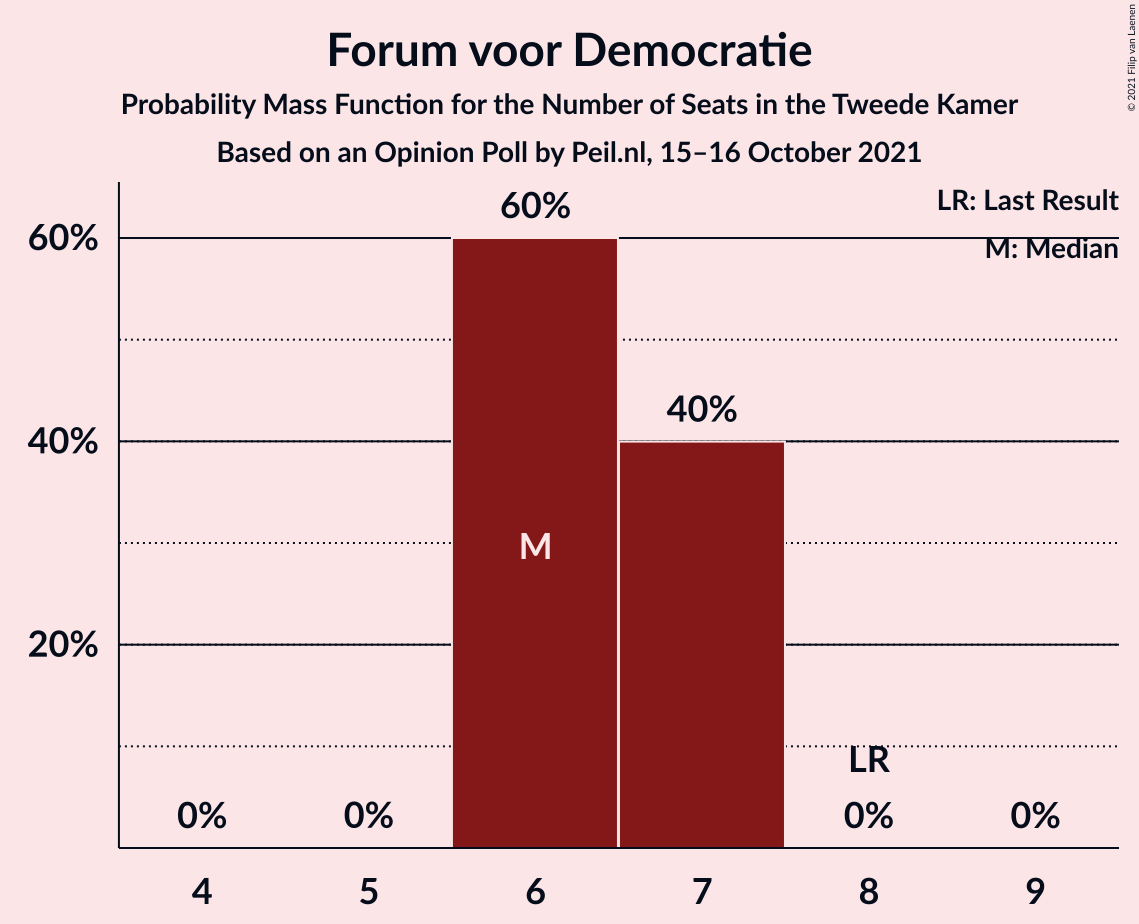 Forum voor Democratie
Probability Mass Function for the Number of Seats in the Tweede Kamer
Based on an Opinion Poll by Peil.nl, 15–16 October 2021
© 2021 Filip van Laenen
LR: Last Result
M: Median
60%
40%
20%
0%
0%
60%
M
40%
LR
0%
0%
4
5
6
7
8
9